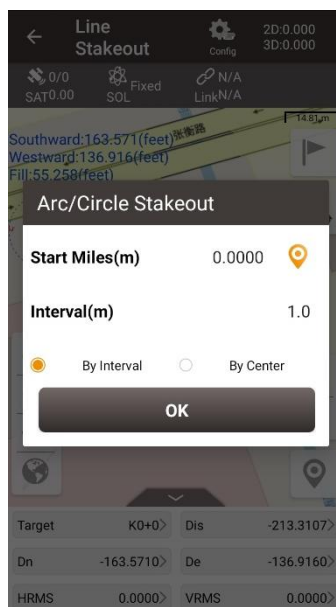 Line
Stakeout
Config
2D:0.000
3D:0.000
0/0
SAT0.00
Fixed
SOL
N/A
LinkN/A
14.81m
张衡路
Southward:163.571(feet)
Westward:136.916(feet)
Fill:55.258(feet)
Arc/Circle Stakeout
Start Miles(m) 0.0000
Interval(m) 1.0
By Interval By Center
OK
Target K0+0> Dis -213.3107>
Dn -163.5710> De -136.9160>
HRMS 0.0000> VRMS 0.0000>